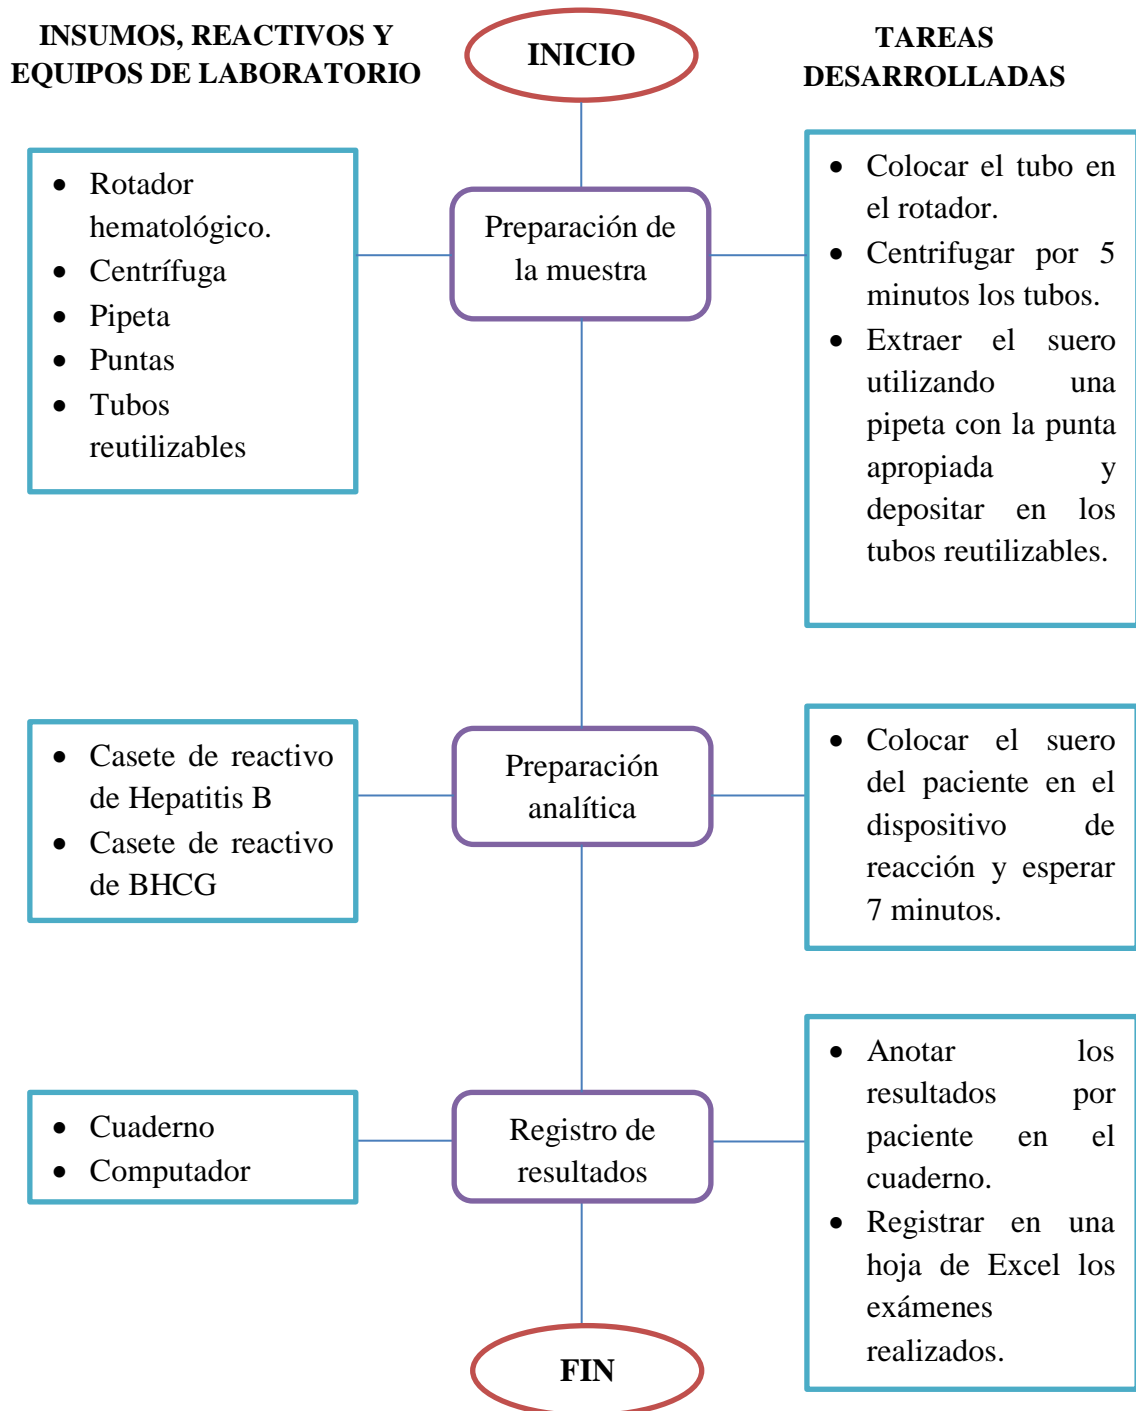 INSUMOS, REACTIVOS Y
EQUIPOS DE LABORATORIO
INICIO
TAREAS
DESARROLLADAS
• Rotador
hematológico.
• Centrífuga
• Pipeta
• Puntas
• Tubos
reutilizables
Preparación de
la muestra
• Colocar el tubo en
el rotador.
• Centrifugar por 5
minutos los tubos.
• Extraer el suero
utilizando una
pipeta con la punta
apropiada y
depositar en los
tubos reutilizables.
• Casete de reactivo
de Hepatitis B
• Casete de reactivo
de BHCG
Preparación
analítica
• Colocar el suero
del paciente en el
dispositivo de
reacción y esperar
7 minutos.
• Cuaderno
• Computador
Registro de
resultados
• Anotar los
resultados por
paciente en el
cuaderno.
• Registrar en una
hoja de Excel los
exámenes
realizados.
FIN